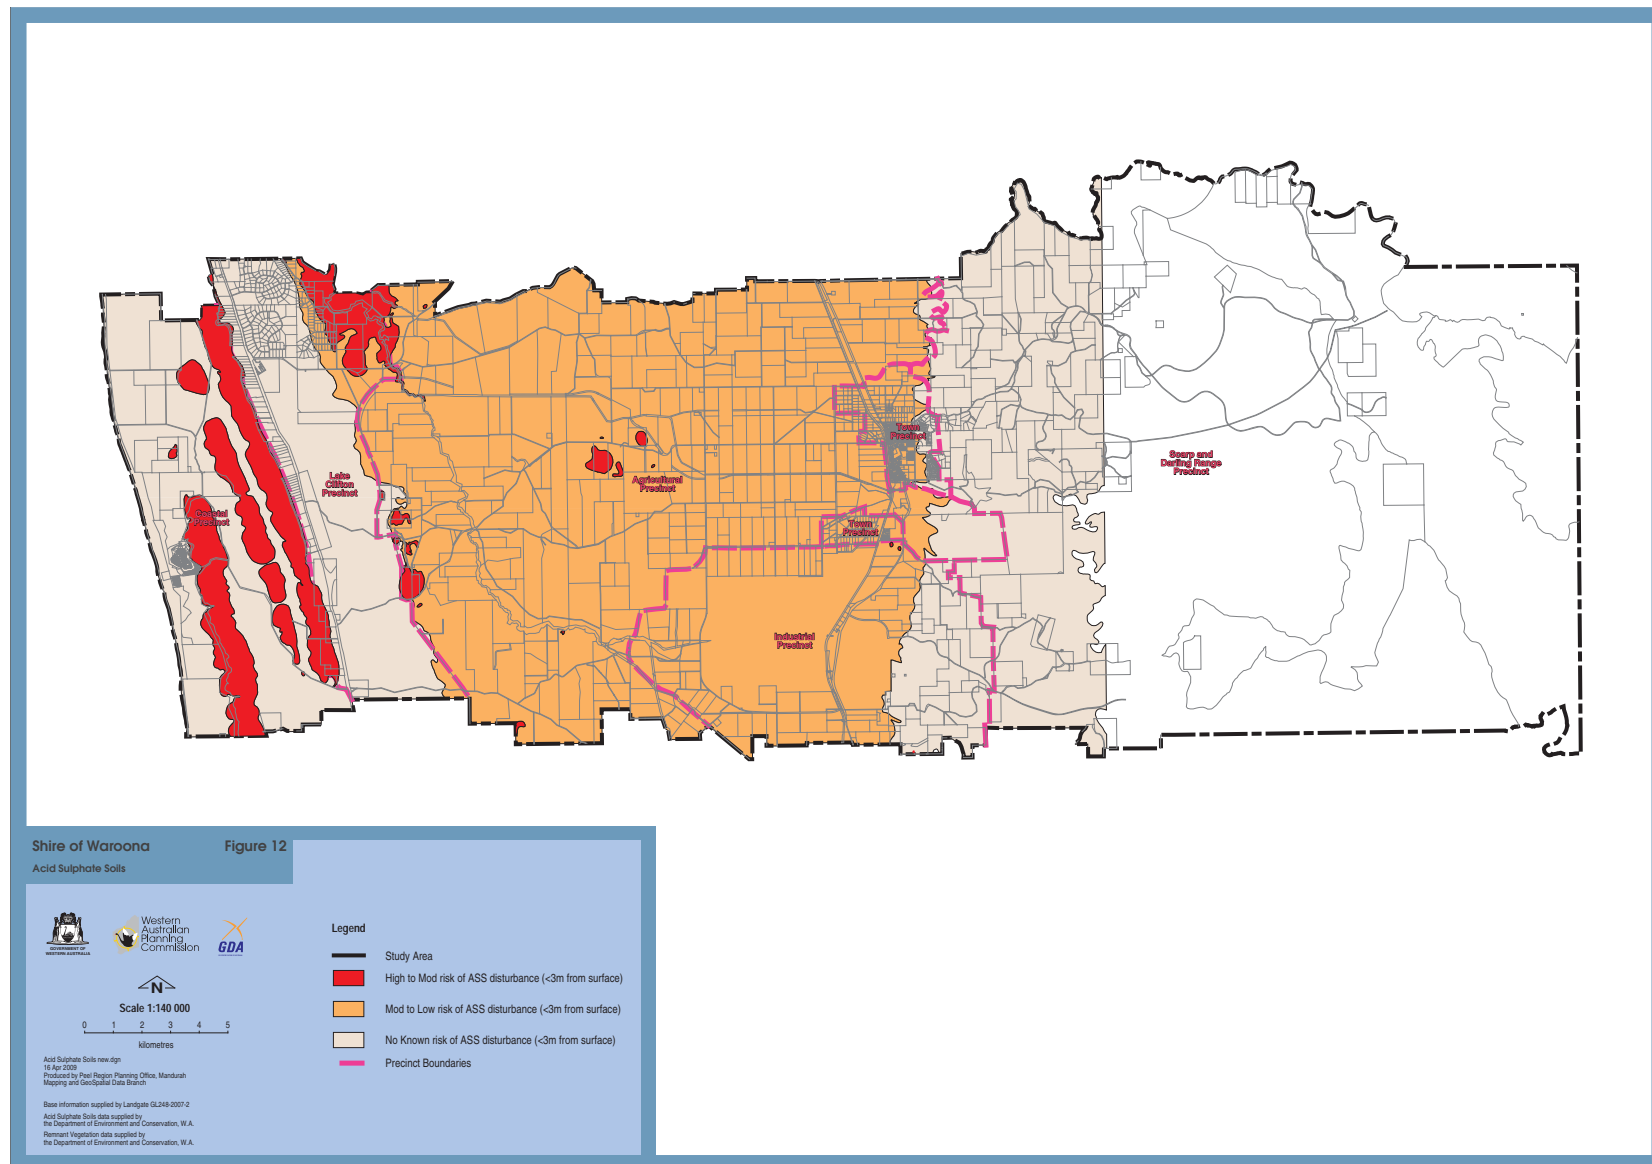 Scarp and
Darling Range
Precinct
Town
Precinct
Lake
Clifton
Precinct
Agricultural
Precinct
Coastal
Precinct
Town
Precinct
Industrial
Precinct
Shire of Waroona
Figure 12
Acid Sulphate Soils
GOVERNMENT OF
WESTERN AUSTRALIA
Western
Australian
Planning
Commission
GDA
N
Scale 1:140 000
0 1 2 3 4 5
kilometres
Acid Sulphate Soils new.dgn
16 Apr 2009
Produced by Peel Region Planning Office, Mandurah
Mapping and GeoSpatial Data Branch
Base information supplied by Landgate GL248-2007-2
Acid Sulphate Soils data supplied by
the Department of Environment and Conservation, W.A.
Remnant Vegetation data supplied by
the Department of Environment and Conservation, W.A.
Legend
Study Area
High to Mod risk of ASS disturbance (<3m from surface)
Mod to Low risk of ASS disturbance (<3m from surface)
No Known risk of ASS disturbance (<3m from surface)
Precinct Boundaries